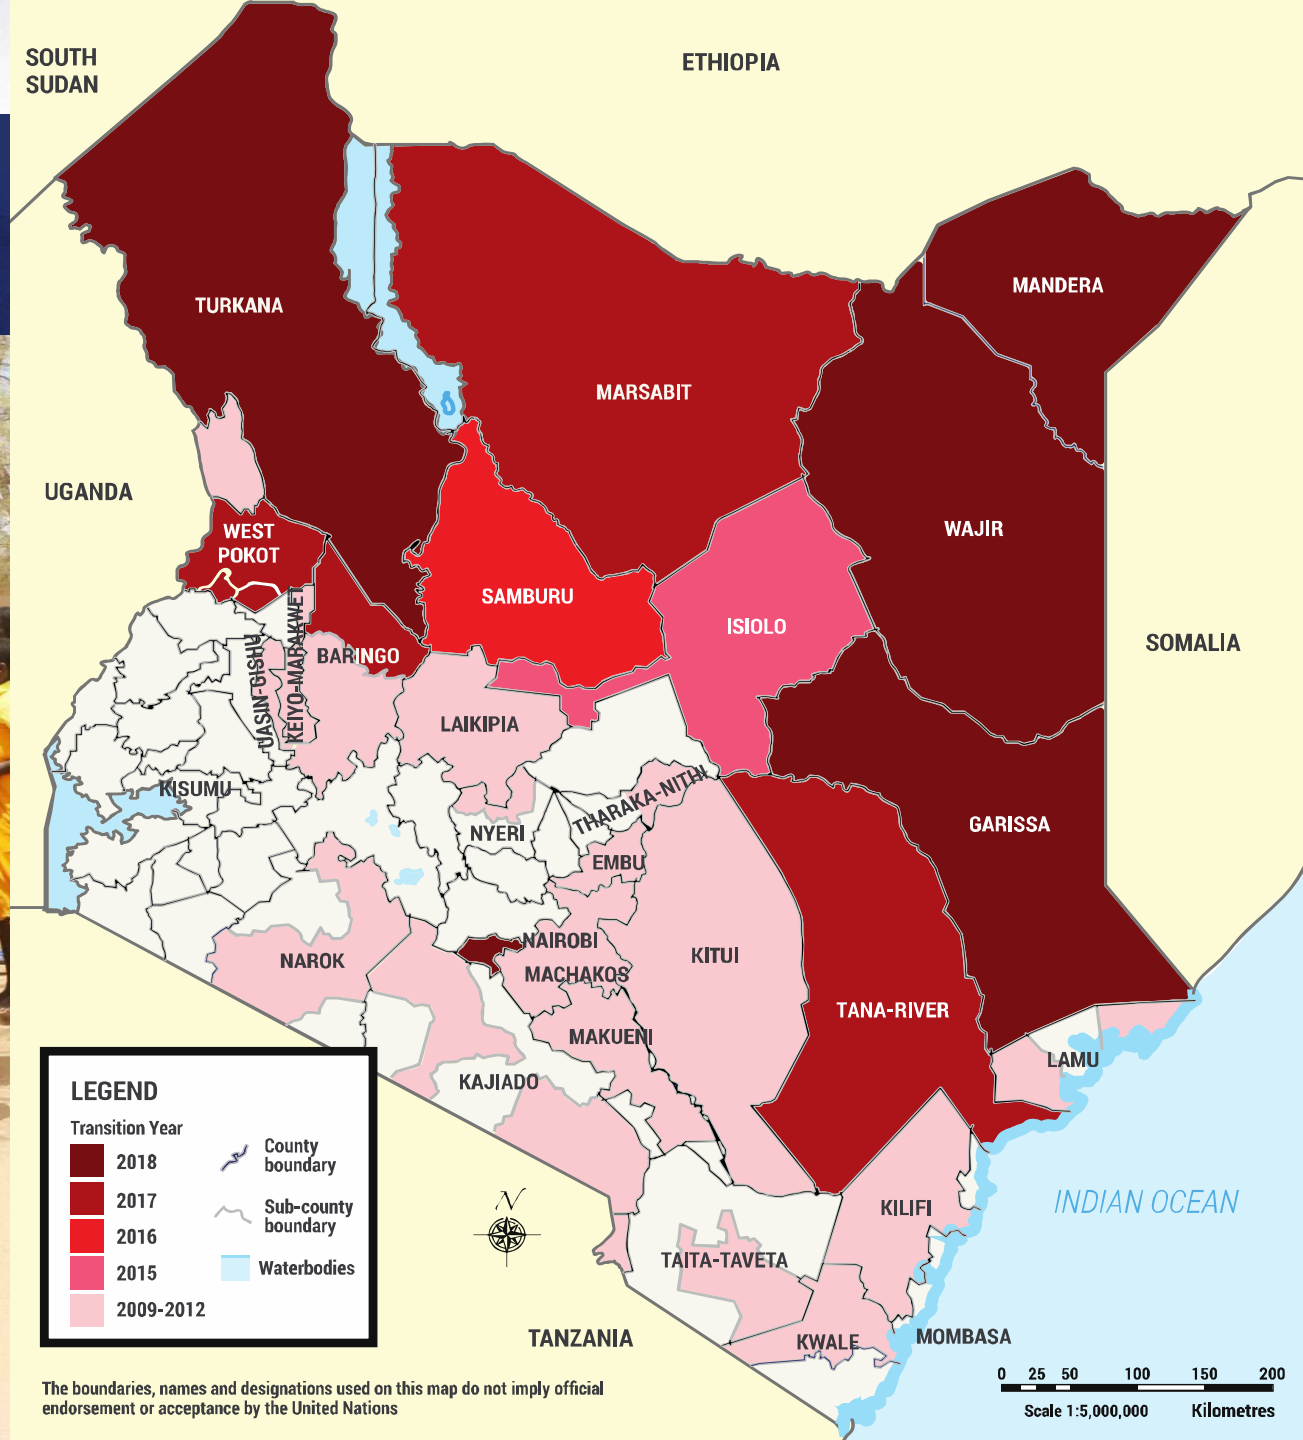 SOUTH
SUDAN
ETHIOPIA
MANDERA
TURKANA
MARSABIT
UGANDA
WEST
POKOT
WAJIR
SAMBURU
ISIOLO
SOMALIA
UASIN-GISHU
KEIYO-MARAKWET
BARINGO
LAIKIPIA
KISUMU
THARAKA-NITHI
NYERI
GARISSA
EMBU
NAIROBI
KITUI
NAROK
MACHAKOS
TANA-RIVER
MAKUENI
LAMU
KAJIADO
LEGEND
Transition Year
2018
2017
2016
2015
2009-2012
County
boundary
Sub-county
boundary
Waterbodies
N
INDIAN OCEAN
KILIFI
TAITA-TAVETA
TANZANIA
KWALE
MOMBASA
0 25 50 100 150 200
Scale 1:5,000,000 Kilometres
The boundaries, names and designations used on this map do not imply official
endorsement or acceptance by the United Nations